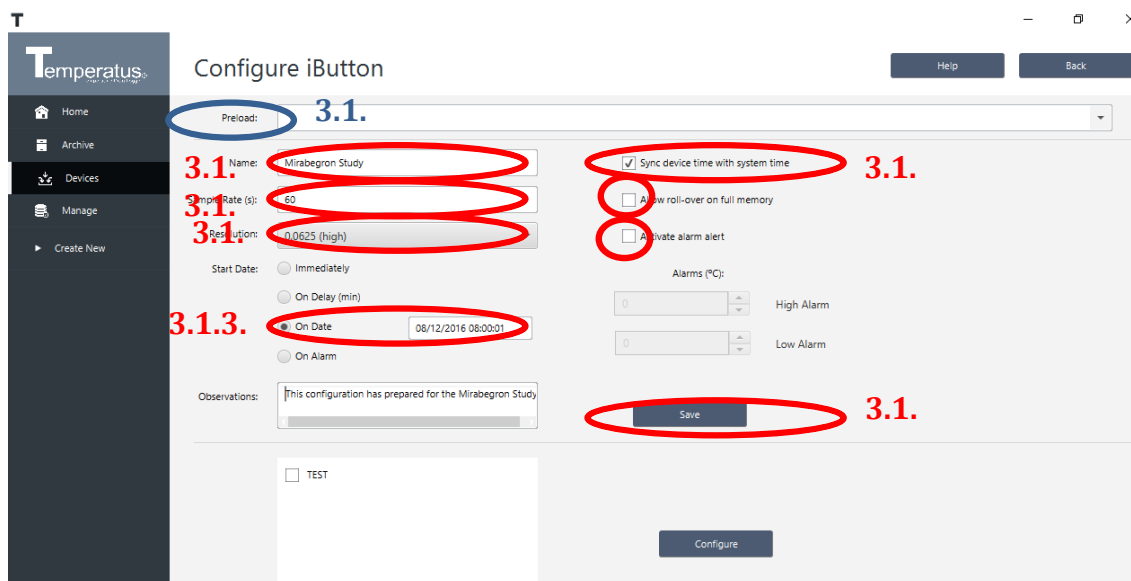 T
Temperatus
Configure iButton
Help
Back
Home
Archive
Devices
Manage
Create New
Preload:
3.1.
3.1.
Name:
Mirabegron Study
Sample Rate (s):
3.1.
60
3.1.
Resolution:
0.0625 (high)
Start Date:
Immediately
On Delay (min)
3.1.3.
On Date
08/12/2016 08:00:01
On Alarm
Observations:
This configuration has prepared for the Mirabegron Study
Sync device time with system time
3.1.
Allow roll-over on full memory
Activate alarm alert
Alarms (ºC):
0
High Alarm
0
Low Alarm
Save
3.1.
TEST
Configure